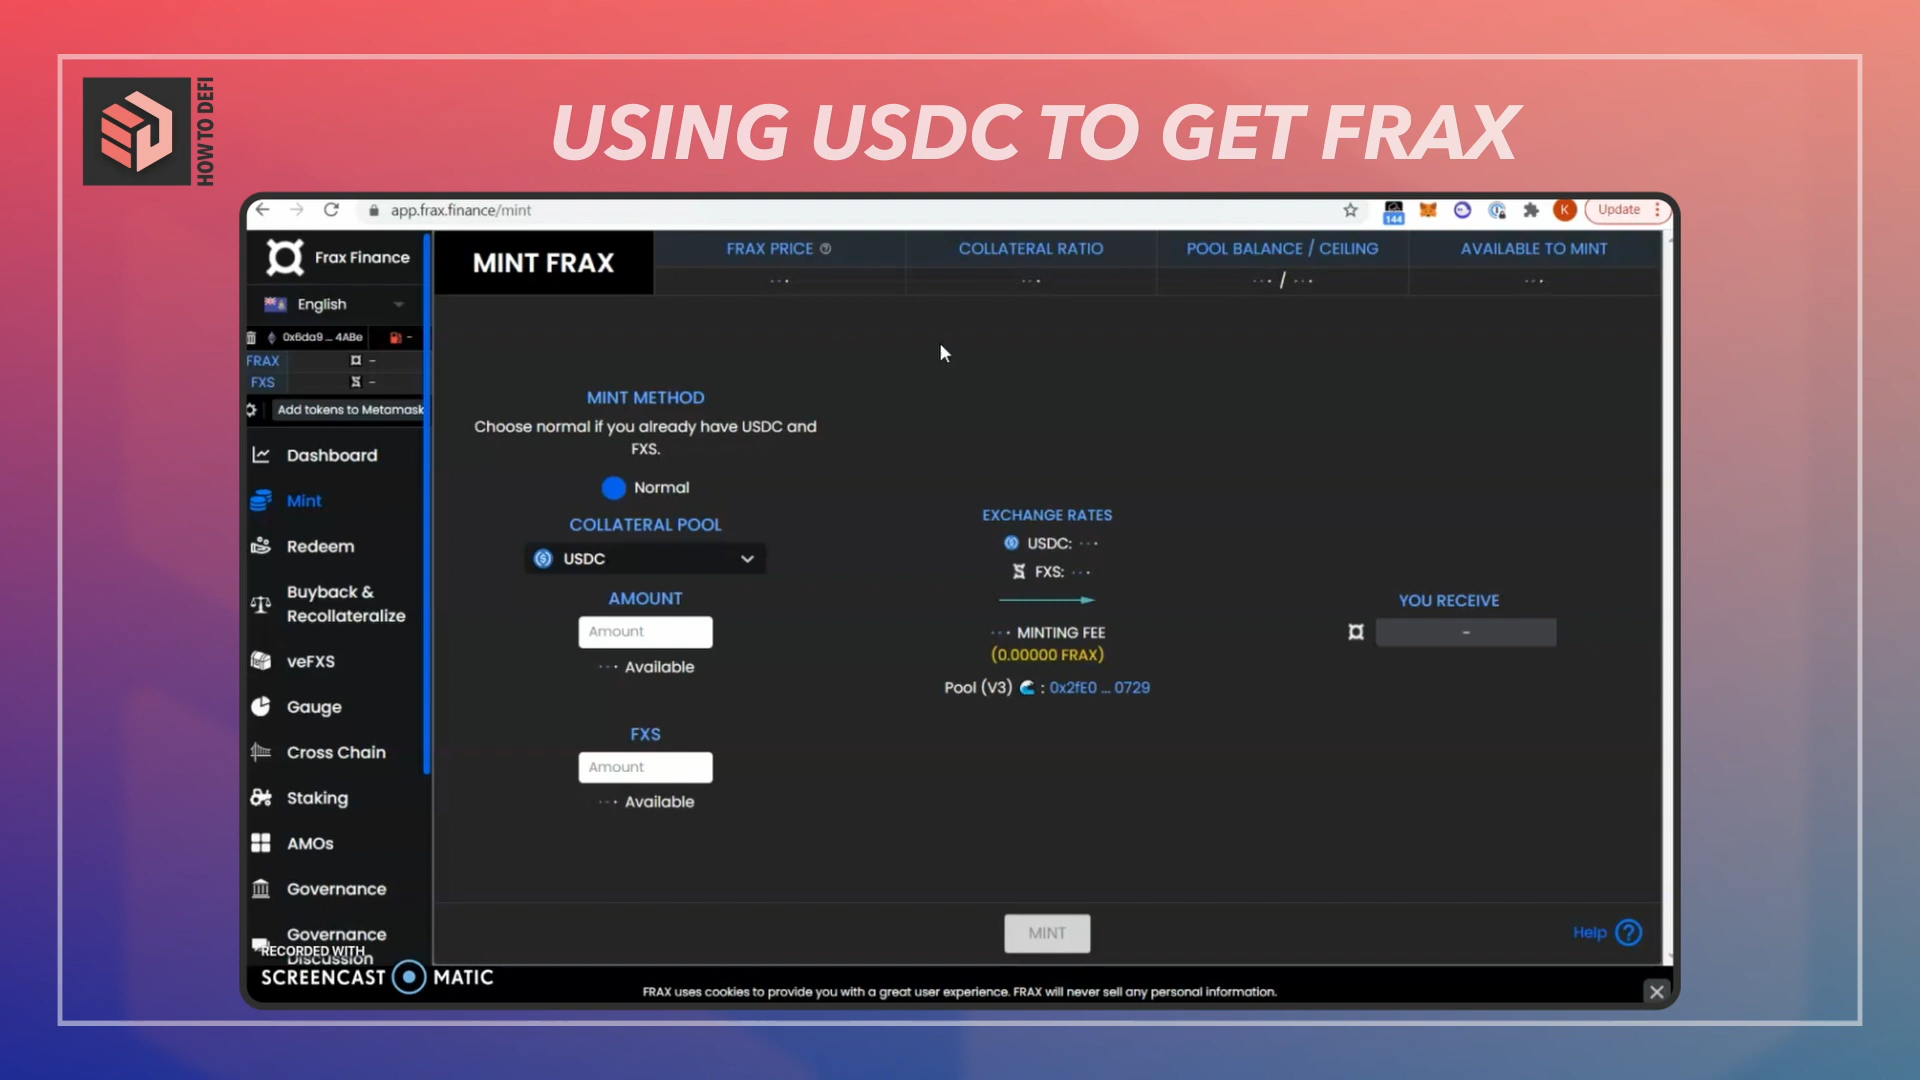 HOW TO DEFI
USING USDC TO GET FRAX
app.frax.finance/mint
144
K
Update
Frax Finance
English
0x6da9 ... 4ABe
-
FRAX
-
FXS
-
Add tokens to Metamask
Dashboard
Mint
Redeem
Buyback &
Recollateralize
veFXS
Gauge
Cross Chain
Staking
AMOs
Governance
Governance
Discussion
MINT FRAX
FRAX PRICE
COLLATERAL RATIO
POOL BALANCE / CEILING
/
AVAILABLE TO MINT
MINT METHOD
Choose normal if you already have USDC and
FXS.
Normal
COLLATERAL POOL
USDC
AMOUNT
Amount
Available
FXS
Amount
Available
EXCHANGE RATES
USDC:
FXS:
MINTING FEE
(0.00000 FRAX)
Pool (V3) : 0x2fE0 ... 0729
YOU RECEIVE
-
MINT
Help ?
RECORDED WITH
SCREENCAST MATIC
FRAX uses cookies to provide you with a great user experience. FRAX will never sell any personal information.